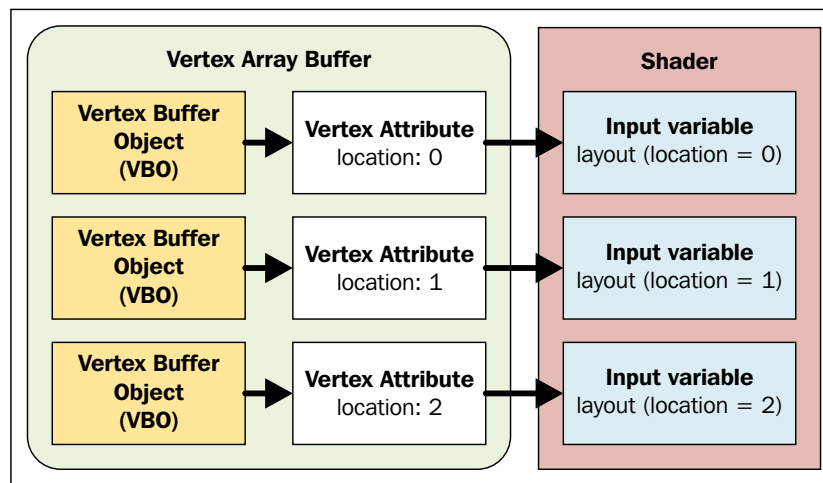 Vertex Array Buffer
Shader
Vertex Buffer
Object
(VBO)
Vertex Attribute
location: 0
Input variable
layout (location = 0)
Vertex Buffer
Object
(VBO)
Vertex Attribute
location: 1
Input variable
layout (location = 1)
Vertex Buffer
Object
(VBO)
Vertex Attribute
location: 2
Input variable
layout (location = 2)